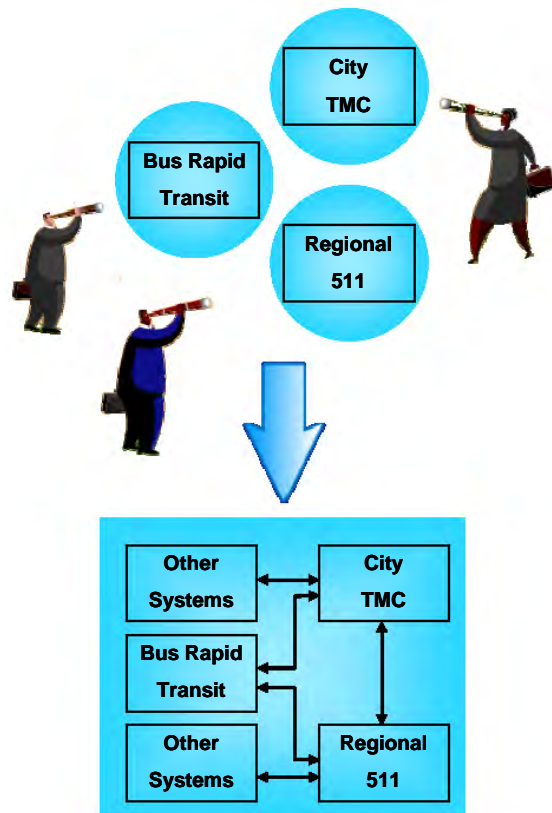 City
TMC
Bus Rapid
Transit
Regional
511
Other
Systems
City
TMC
Bus Rapid
Transit
Other
Systems
Regional
511